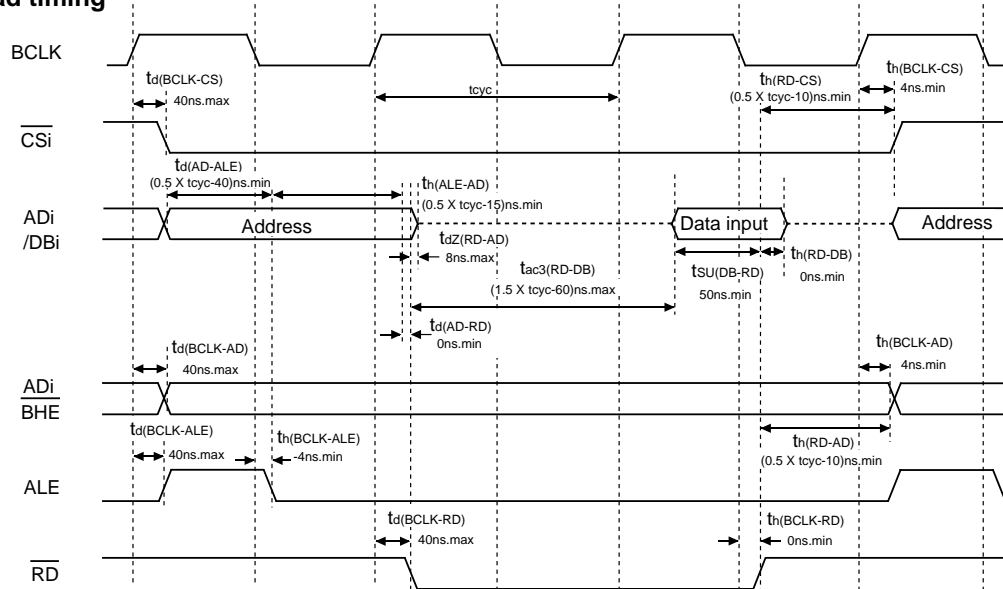 ad timing
BCLK
td(BCLK-CS)
40ns.max
tcyc
th(RD-CS)
(0.5 X tcyc-10)ns.min
th(BCLK-CS)
4ns.min
CSi
td(AD-ALE)
(0.5 X tcyc-40)ns.min
th(ALE-AD)
(0.5 X tcyc-15)ns.min
ADi
/DBi
Address
Data input
Address
tdZ(RD-AD)
8ns.max
tac3(RD-DB)
(1.5 X tcyc-60)ns.max
tSU(DB-RD)
50ns.min
th(RD-DB)
0ns.min
td(AD-RD)
0ns.min
td(BCLK-AD)
40ns.max
th(BCLK-AD)
4ns.min
ADi
BHE
td(BCLK-ALE)
40ns.max
th(BCLK-ALE)
-4ns.min
th(RD-AD)
(0.5 X tcyc-10)ns.min
ALE
td(BCLK-RD)
40ns.max
th(BCLK-RD)
0ns.min
RD